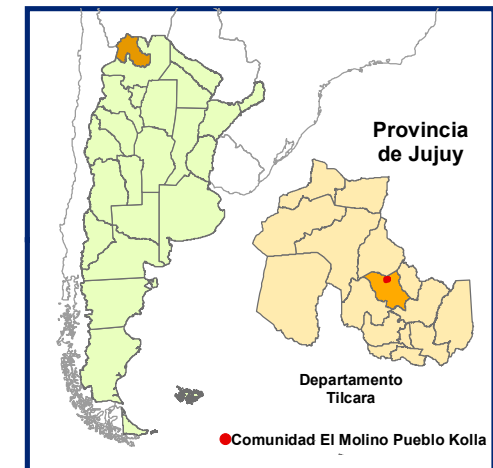 Provincia
de Jujuy
Departamento
Tilcara
Comunidad El Molino Pueblo Kolla